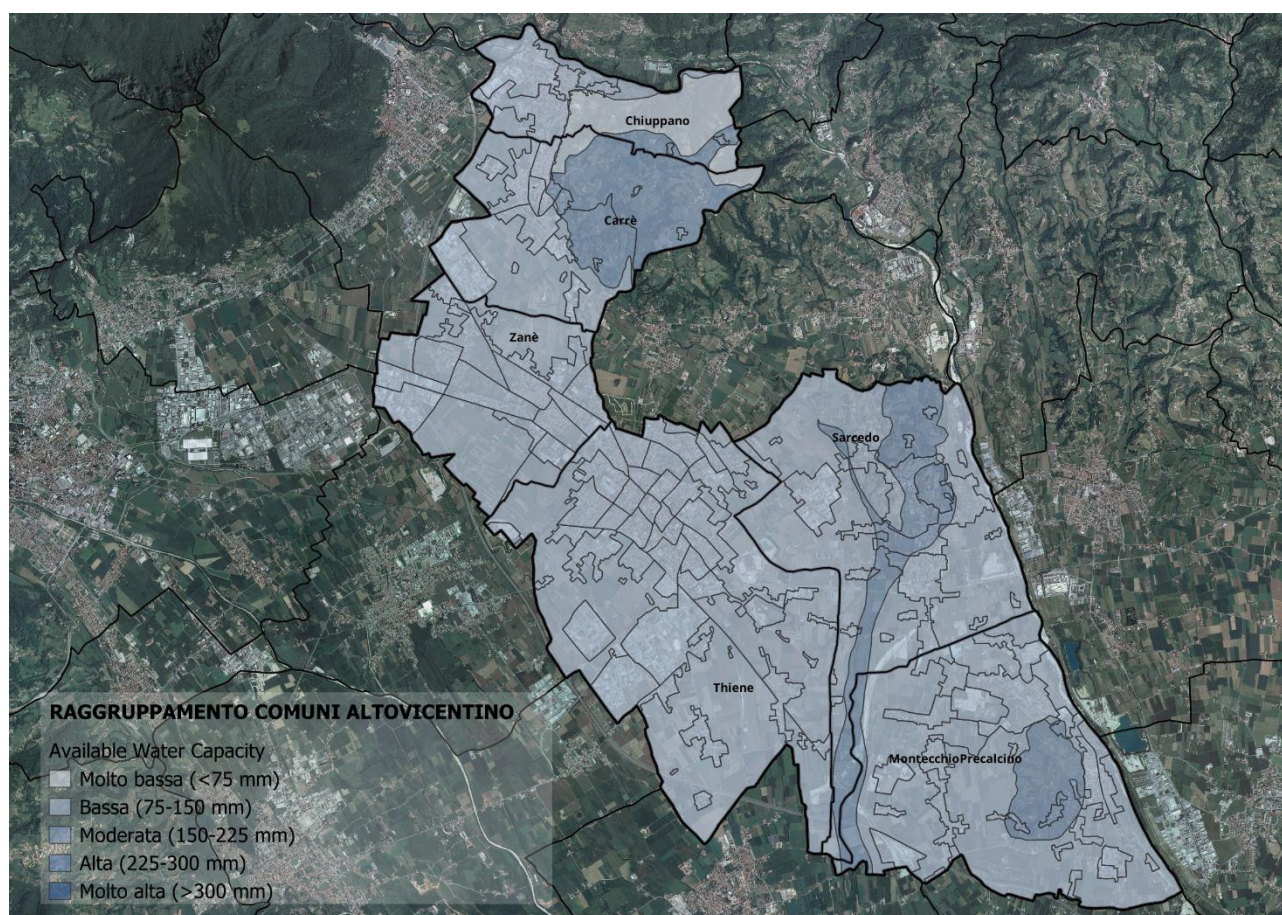 Chiuppano
Carrè
Zanè
Sarcedo
Thiene
MontecchioPrecalcino
RAGGRUPPAMENTO COMUNI ALTOVICENTINO
Available Water Capacity
Molto bassa (<75 mm)
Bassa (75-150 mm)
Moderata (150-225 mm)
Alta (225-300 mm)
Molto alta (>300 mm)